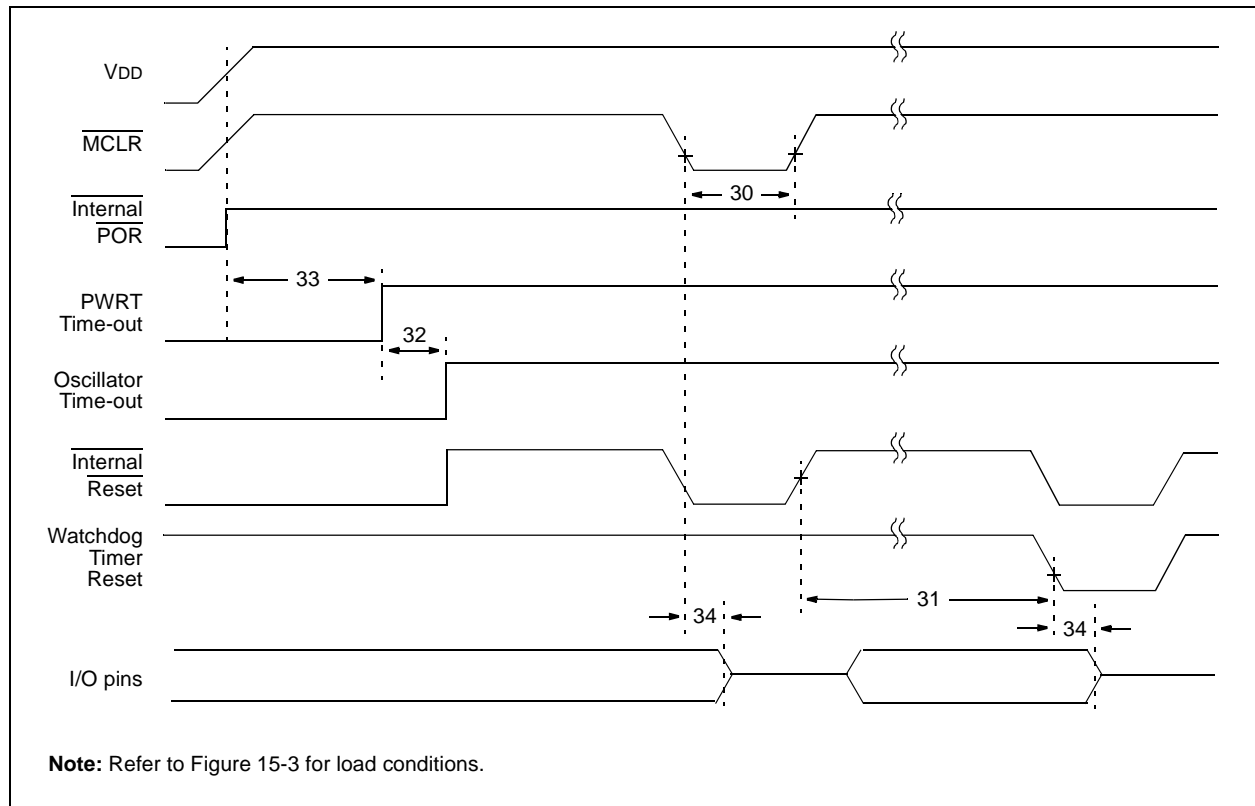 VDD
MCLR
30
Internal
POR
33
PWRT
Time-out
32
Oscillator
Time-out
Internal
Reset
Watchdog
Timer
Reset
31
34
34
I/O pins
Note: Refer to Figure 15-3 for load conditions.